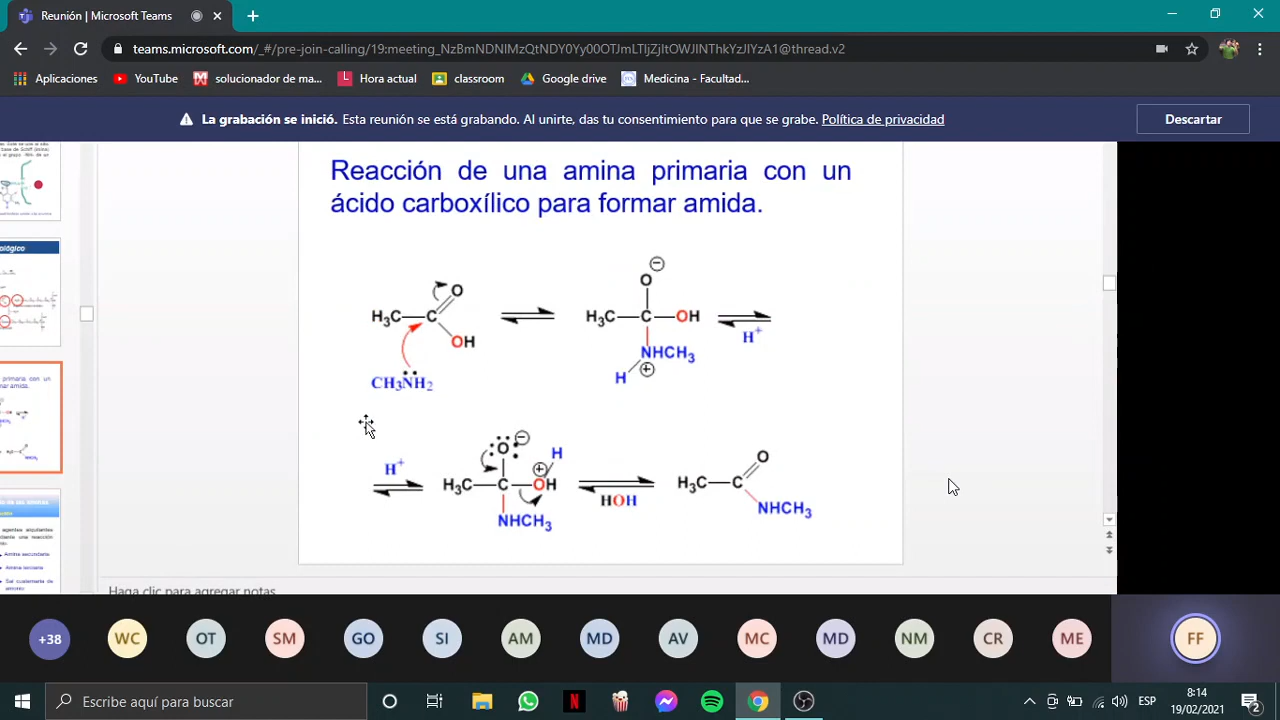 Reunión | Microsoft Teams
teams.microsoft.com/_#/pre-join-calling/19:meeting_NzBmNDNlMzQtNDY0Yy00OTJmLTljZjItOWJlNThkYzJlYzA1@thread.v2
Aplicaciones YouTube solucionador de ma... Hora actual classroom Google drive Medicina – Facultad...
La grabación se inició. Esta reunión se está grabando. Al unirte, das tu consentimiento para que se grabe. Política de privacidad Descartar
Reacción de una amina primaria con un
ácido carboxílico para formar amida.
H₃C C O OH
CH₃NH₂
H₃C C O ⊖ OH
NHCH₃ ⊕ H
H⁺
H⁺
H₃C C O ⊖ OH ⊕ H
NHCH₃
HOH
H₃C C O
NHCH₃
Haga clic para agregar notas
+38 WC OT SM GO SI AM MD AV MC MD NM CR ME FF
Escribe aquí para buscar
ESP
8:14
19/02/2021
2